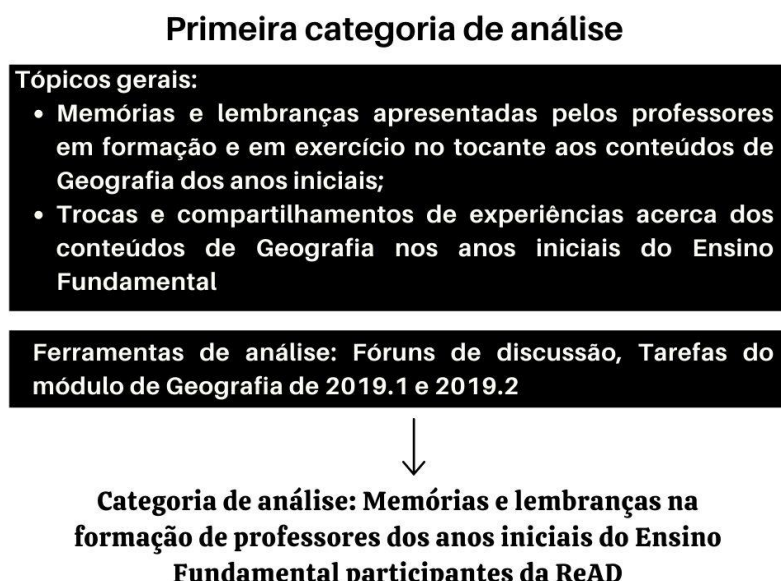 Primeira categoria de análise
Tópicos gerais:
• Memórias e lembranças apresentadas pelos professores
em formação e em exercício no tocante aos conteúdos de
Geografia dos anos iniciais;
• Trocas e compartilhamentos de experiências acerca dos
conteúdos de Geografia nos anos iniciais do Ensino
Fundamental
Ferramentas de análise: Fóruns de discussão, Tarefas do
módulo de Geografia de 2019.1 e 2019.2
Categoria de análise: Memórias e lembranças na
formação de professores dos anos iniciais do Ensino
Fundamental participantes da ReAD